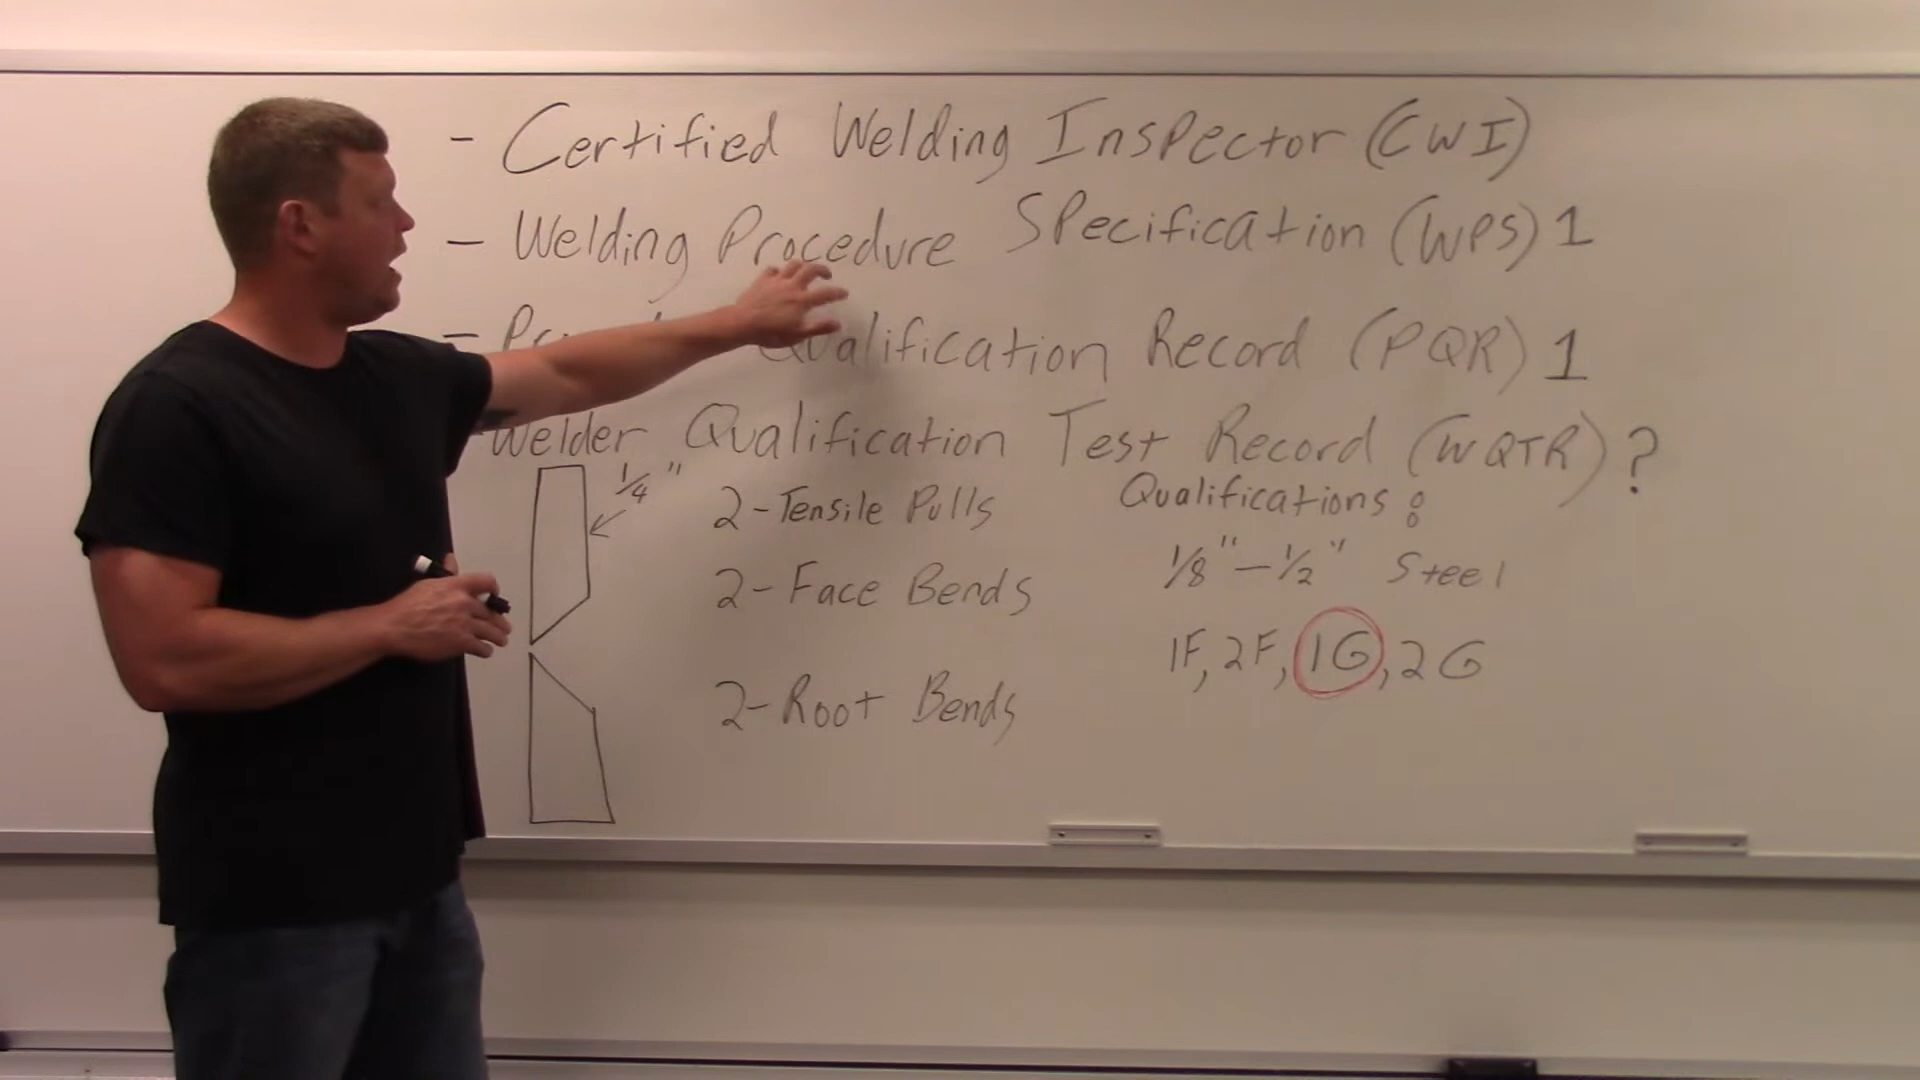 - Certified Welding Inspector (CWI)
- Welding Procedure Specification (WPS) 1
- Qualification Record (PQR) 1
-Welder Qualification Test Record (WQTR) ?
1/4"
2-Tensile Pulls
2-Face Bends
2-Root Bends
Qualifications:
1/8"-1/2" Steel
1F, 2F, 1G, 2G